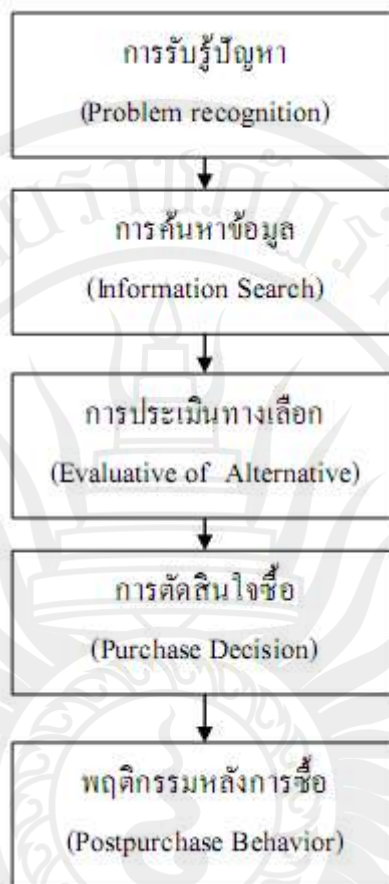 การรับรู้ปัญหา
(Problem recognition)
การค้นหาข้อมูล
(Information Search)
การประเมินทางเลือก
(Evaluative of Alternative)
การตัดสินใจซื้อ
(Purchase Decision)
พฤติกรรมหลังการซื้อ
(Postpurchase Behavior)